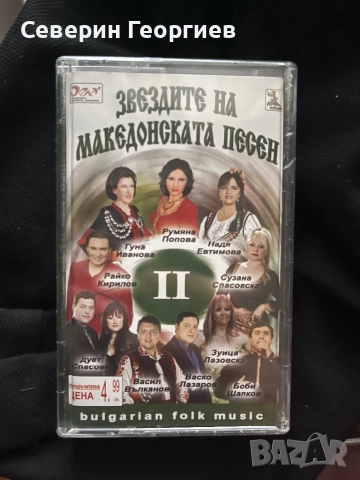 Северин Георгиев
ЗВЕЗДИТЕ НА
МАКЕДОНСКАТА ПЕСЕН
Гуна
Иванова
Румяна
Попова
Надя
Евтимова
Райко
Кирилов
II
Сузана
Спасовска
Дует
Спасови
Васил
Вълканов
Васко
Лазаров
Зуица
Лазовска
Боби
Шалков
ЦЕНА 4.99
bulgarian folk music
BAZAR